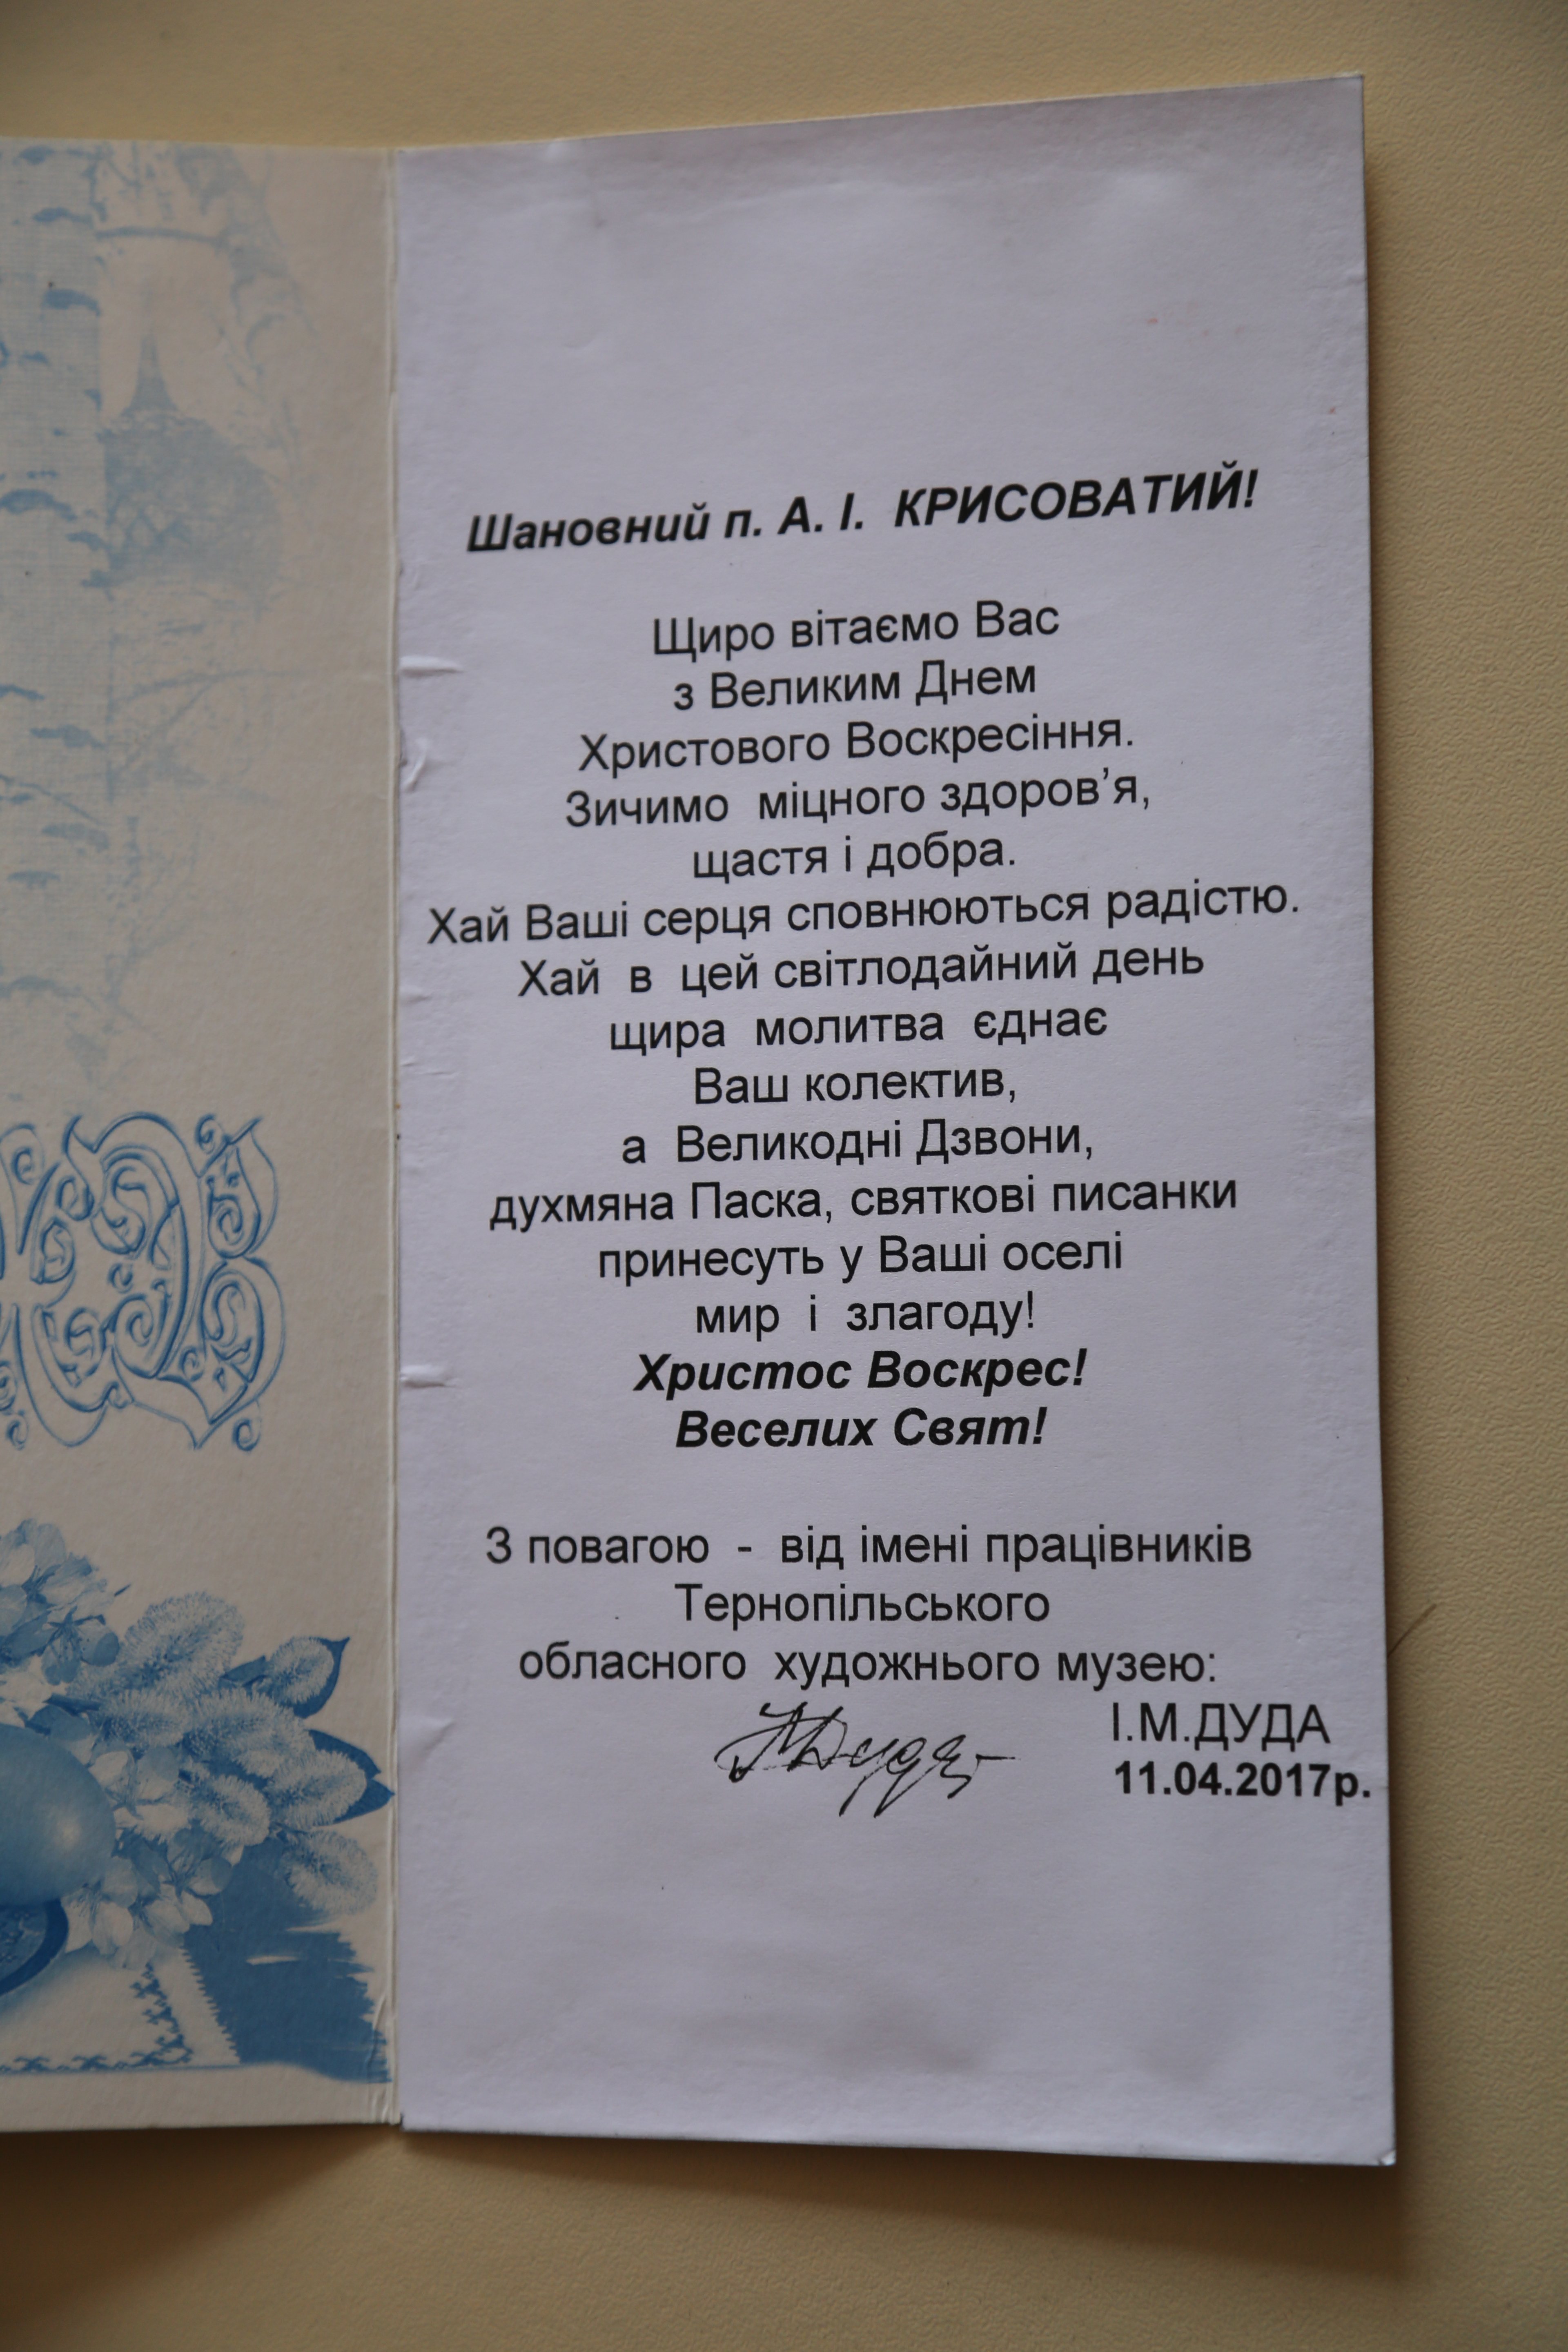 Шановний п. А. І. КРИСОВАТИЙ!
Щиро вітаємо Вас
з Великим Днем
Христового Воскресіння.
Зичимо міцного здоров’я,
щастя і добра.
Хай Ваші серця сповнюються радістю.
Хай в цей світлодайний день
щира молитва єднає
Ваш колектив,
а Великодні Дзвони,
духмяна Паска, святкові писанки
принесуть у Ваші оселі
мир і злагоду!
Христос Воскрес!
Веселих Свят!
З повагою - від імені працівників
Тернопільського
обласного художнього музею:
І.М.ДУДА
11.04.2017р.